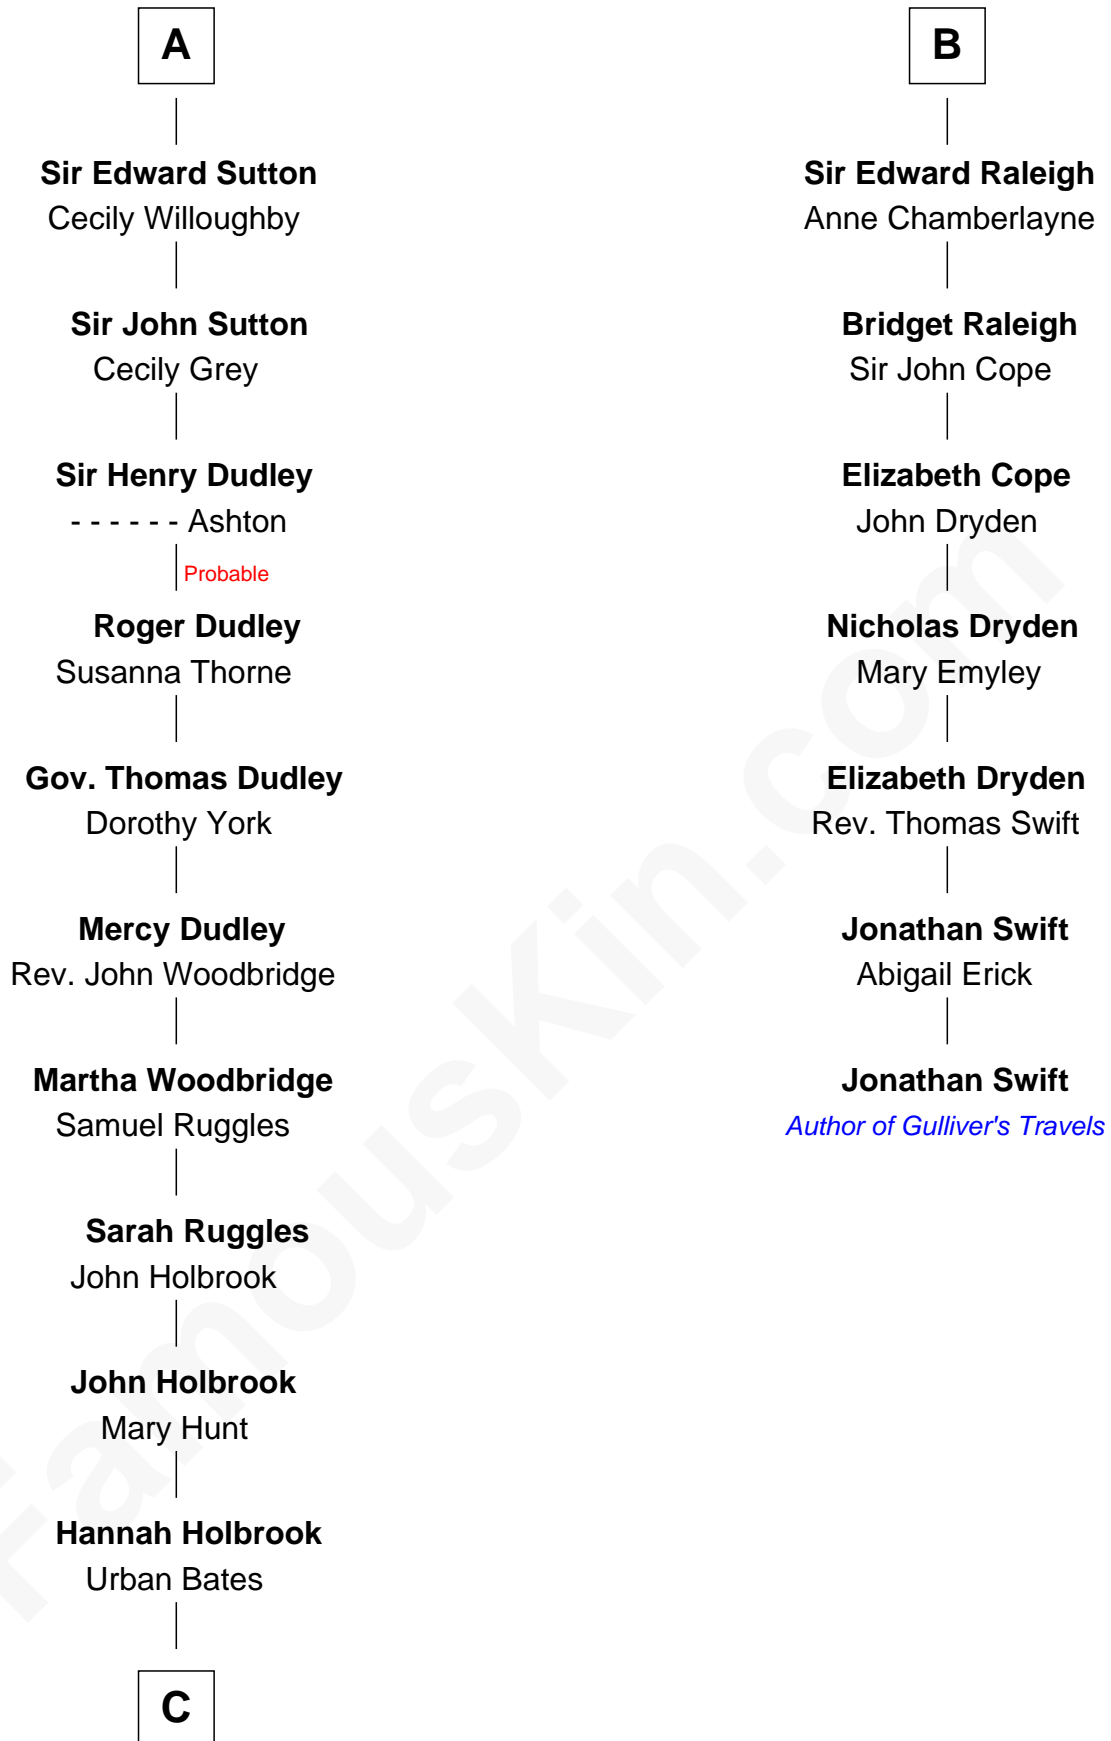 A
Sir Edward Sutton
Cecily Willoughby
Sir John Sutton
Cecily Grey
Sir Henry Dudley
- - - - - - Ashton
Probable
Roger Dudley
Susanna Thorne
Gov. Thomas Dudley
Dorothy York
Mercy Dudley
Rev. John Woodbridge
Martha Woodbridge
Samuel Ruggles
Sarah Ruggles
John Holbrook
John Holbrook
Mary Hunt
Hannah Holbrook
Urban Bates
C
B
Sir Edward Raleigh
Anne Chamberlayne
Bridget Raleigh
Sir John Cope
Elizabeth Cope
John Dryden
Nicholas Dryden
Mary Emyley
Elizabeth Dryden
Rev. Thomas Swift
Jonathan Swift
Abigail Erick
Jonathan Swift
Author of Gulliver's Travels
FamousKin.com